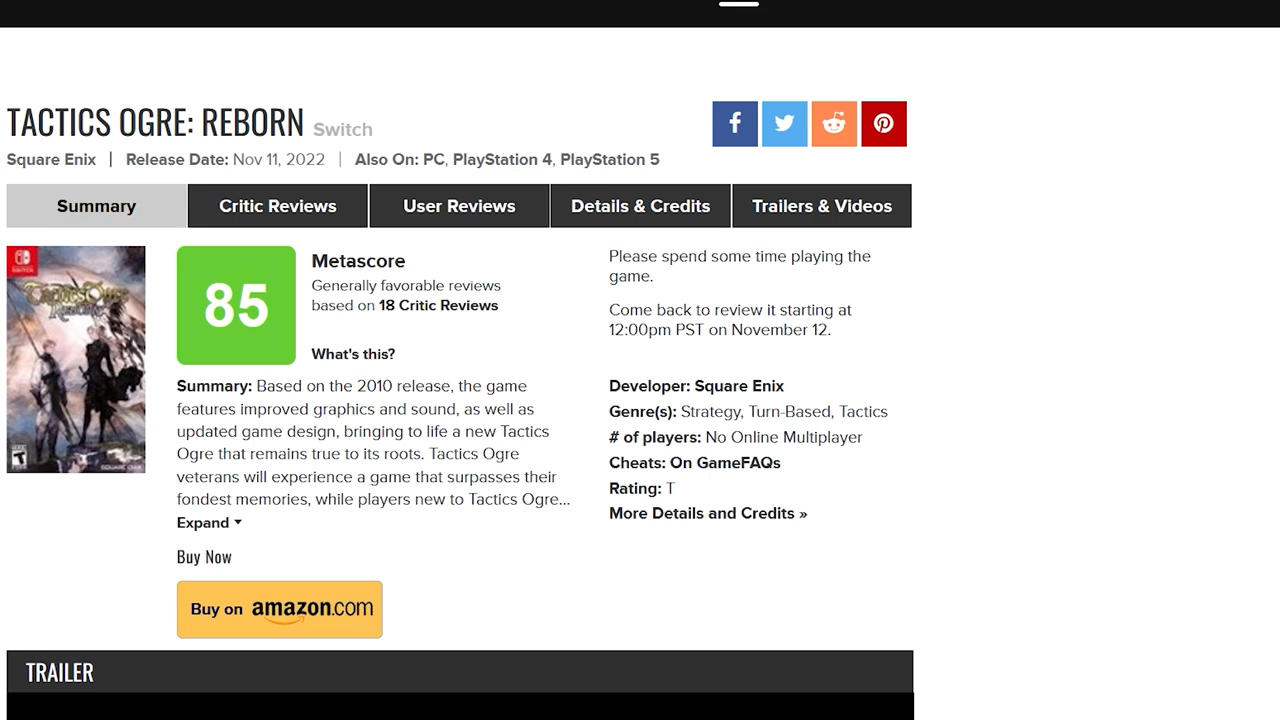 TACTICS OGRE: REBORN Switch
Square Enix | Release Date: Nov 11, 2022 | Also On: PC, PlayStation 4, PlayStation 5
Summary Critic Reviews User Reviews Details & Credits Trailers & Videos
TACTICS OGRE
REBORN
T
SQUARE ENIX
85
Metascore
Generally favorable reviews
based on 18 Critic Reviews
What's this?
Please spend some time playing the
game.
Come back to review it starting at
12:00pm PST on November 12.
Summary: Based on the 2010 release, the game
features improved graphics and sound, as well as
updated game design, bringing to life a new Tactics
Ogre that remains true to its roots. Tactics Ogre
veterans will experience a game that surpasses their
fondest memories, while players new to Tactics Ogre...
Expand
Developer: Square Enix
Genre(s): Strategy, Turn-Based, Tactics
# of players: No Online Multiplayer
Cheats: On GameFAQs
Rating: T
More Details and Credits »
Buy Now
Buy on amazon.com
TRAILER